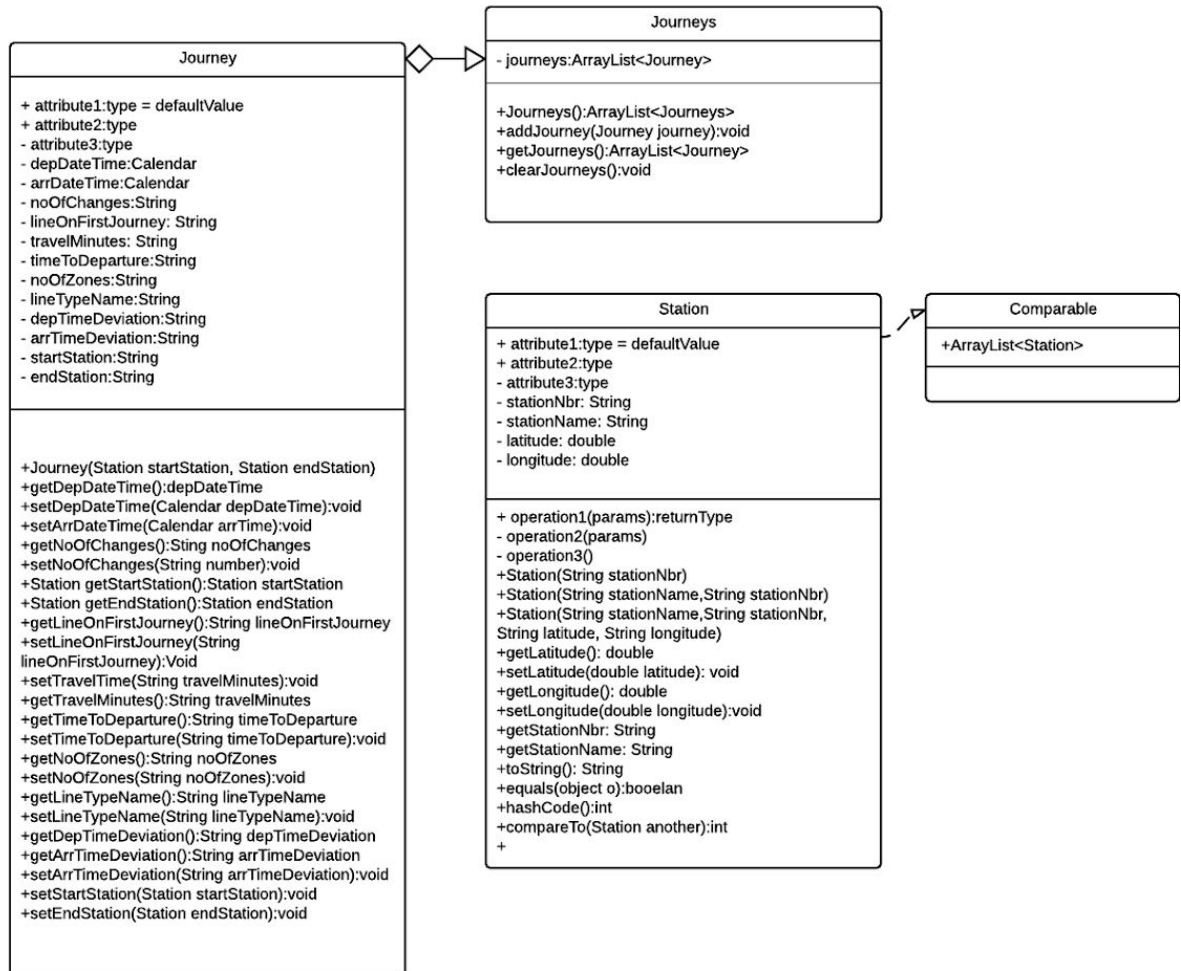 Journey
+ attribute1:type = defaultValue
+ attribute2:type
- attribute3:type
- depDateTime:Calendar
- arrDateTime:Calendar
- noOfChanges:String
- lineOnFirstJourney: String
- travelMinutes: String
- timeToDeparture:String
- noOfZones:String
- lineTypeName:String
- depTimeDeviation:String
- arrTimeDeviation:String
- startStation:String
- endStation:String
+Journey(Station startStation, Station endStation)
+getDepDateTime():depDateTime
+setDepDateTime(Calendar depDateTime):void
+setArrDateTime(Calendar arrTime):void
+getNoOfChanges():Sting noOfChanges
+setNoOfChanges(String number):void
+Station getStartStation():Station startStation
+Station getEndStation():Station endStation
+getLineOnFirstJourney():String lineOnFirstJourney
+setLineOnFirstJourney(String
lineOnFirstJourney):Void
+setTravelTime(String travelMinutes):void
+getTravelMinutes():String travelMinutes
+getTimeToDeparture():String timeToDeparture
+setTimeToDeparture(String timeToDeparture):void
+getNoOfZones():String noOfZones
+setNoOfZones(String noOfZones):void
+getLineTypeName():String lineTypeName
+setLineTypeName(String lineTypeName):void
+getDepTimeDeviation():String depTimeDeviation
+getArrTimeDeviation():String arrTimeDeviation
+setArrTimeDeviation(String arrTimeDeviation):void
+setStartStation(Station startStation):void
+setEndStation(Station endStation):void
Journeys
- journeys:ArrayList<Journey>
+Journeys():ArrayList<Journeys>
+addJourney(Journey journey):void
+getJourneys():ArrayList<Journey>
+clearJourneys():void
Station
+ attribute1:type = defaultValue
+ attribute2:type
- attribute3:type
- stationNbr: String
- stationName: String
- latitude: double
- longitude: double
+ operation1(params):returnType
- operation2(params)
- operation3()
+Station(String stationNbr)
+Station(String stationName,String stationNbr)
+Station(String stationName,String stationNbr,
String latitude, String longitude)
+getLatitude(): double
+setLatitude(double latitude): void
+getLongitude(): double
+setLongitude(double longitude):void
+getStationNbr: String
+getStationName: String
+toString(): String
+equals(object o):booelan
+hashCode():int
+compareTo(Station another):int
+
Comparable
+ArrayList<Station>